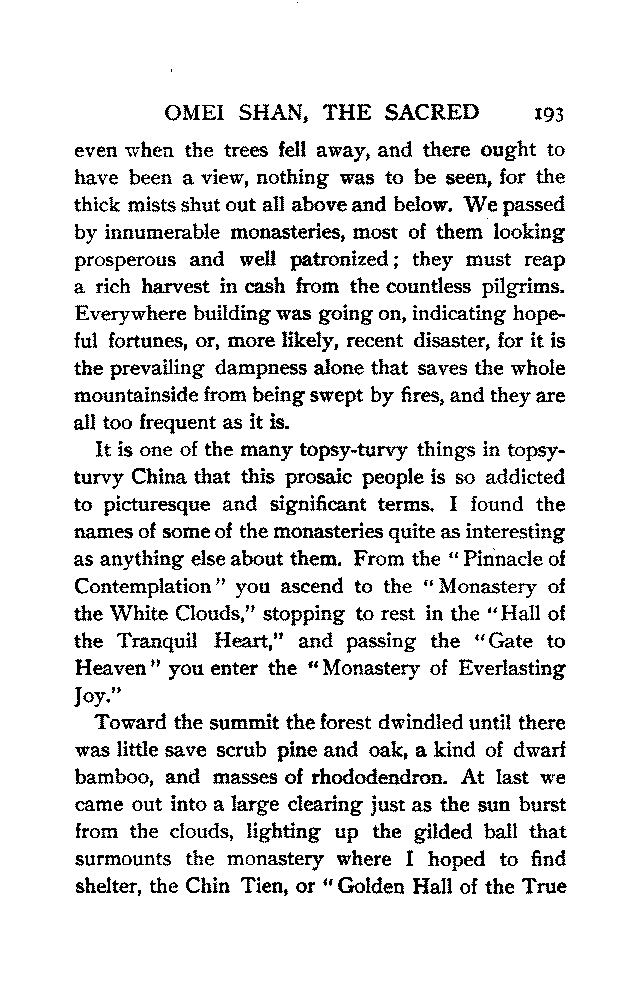 OMEI SHAN, THE SACRED 193
even when the trees fell away, and there ought to
have been a view, nothing was to be seen, for the
thick mists shut out all above and below. We passed
by innumerable monasteries, most of them looking
prosperous and well patronized; they must reap
a rich harvest in cash from the countless pilgrims.
Everywhere building was going on, indicating hope-
ful fortunes, or, more likely, recent disaster, for it is
the prevailing dampness alone that saves the whole
mountainside from being swept by fires, and they are
all too frequent as it is.
It is one of the many topsy-turvy things in topsy-
turvy China that this prosaic people is so addicted
to picturesque and significant terms. I found the
names of some of the monasteries quite as interesting
as anything else about them. From the "Pinnacle of
Contemplation" you ascend to the "Monastery of
the White Clouds," stopping to rest in the "Hall of
the Tranquil Heart," and passing the "Gate to
Heaven" you enter the "Monastery of Everlasting
Joy."
Toward the summit the forest dwindled until there
was little save scrub pine and oak, a kind of dwarf
bamboo, and masses of rhododendron. At last we
came out into a large clearing just as the sun burst
from the clouds, lighting up the gilded ball that
surmounts the monastery where I hoped to find
shelter, the Chin Tien, or "Golden Hall of the True